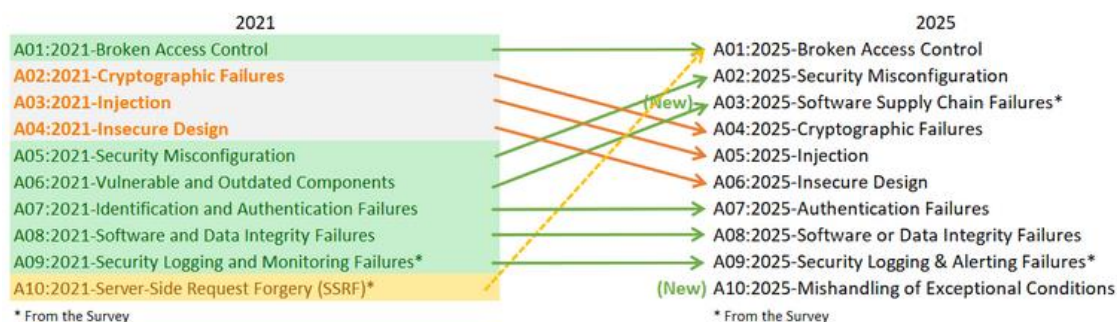 2021
A01:2021-Broken Access Control
A02:2021-Cryptographic Failures
A03:2021-Injection
A04:2021-Insecure Design
A05:2021-Security Misconfiguration
A06:2021-Vulnerable and Outdated Components
A07:2021-Identification and Authentication Failures
A08:2021-Software and Data Integrity Failures
A09:2021-Security Logging and Monitoring Failures*
A10:2021-Server-Side Request Forgery (SSRF)*
* From the Survey
2025
A01:2025-Broken Access Control
A02:2025-Security Misconfiguration
(New) A03:2025-Software Supply Chain Failures*
A04:2025-Cryptographic Failures
A05:2025-Injection
A06:2025-Insecure Design
A07:2025-Authentication Failures
A08:2025-Software or Data Integrity Failures
A09:2025-Security Logging & Alerting Failures*
(New) A10:2025-Mishandling of Exceptional Conditions
* From the Survey